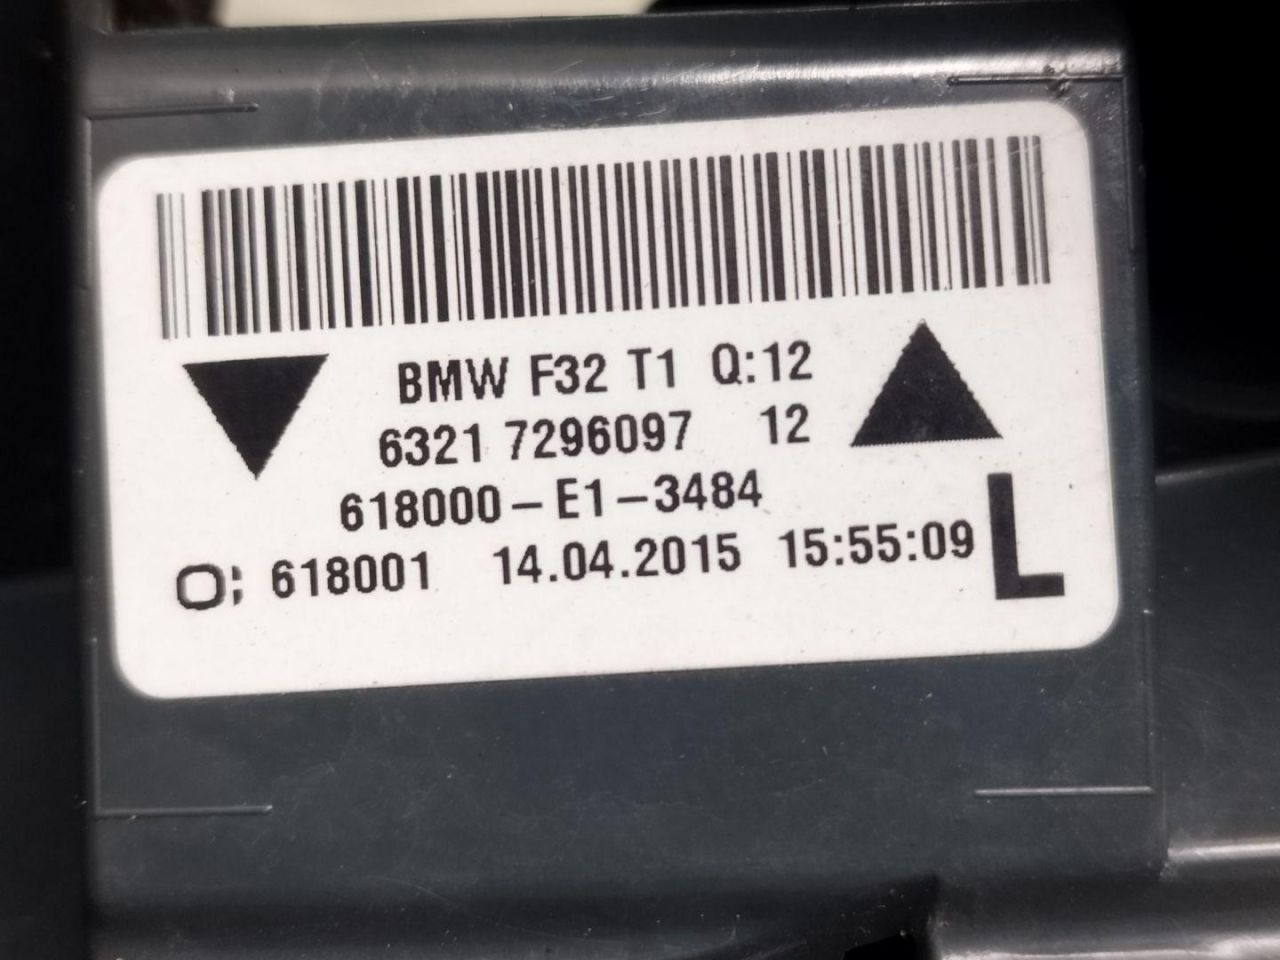 BMW F32 T1 Q:12
6321 7296097 12
618000-E1-3484
O; 618001 14.04.2015 15:55:09
L